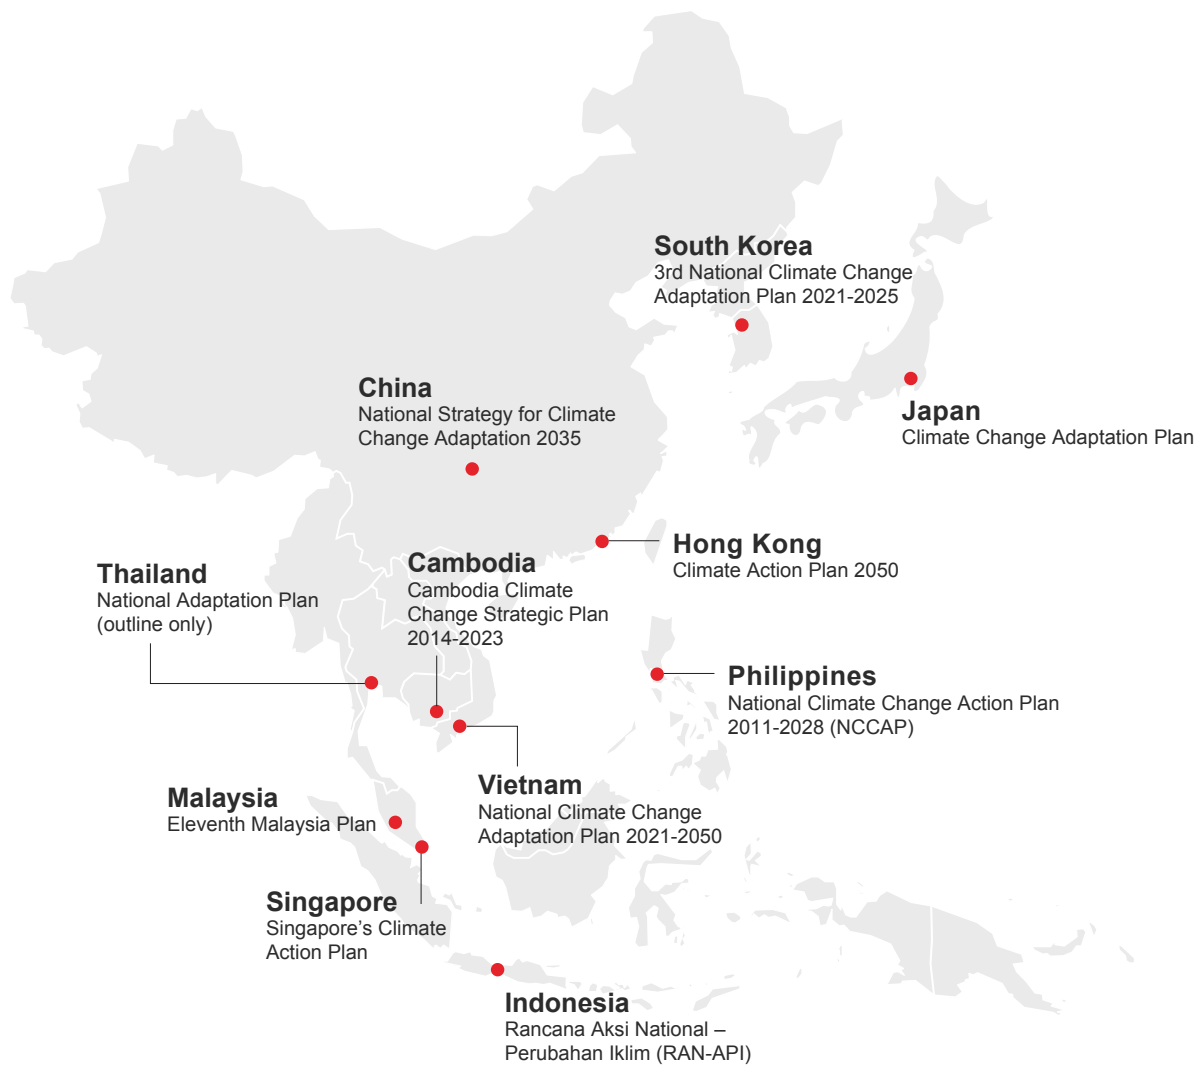 South Korea
3rd National Climate Change
Adaptation Plan 2021-2025
China
National Strategy for Climate
Change Adaptation 2035
Japan
Climate Change Adaptation Plan
Hong Kong
Climate Action Plan 2050
Cambodia
Cambodia Climate
Change Strategic Plan
2014-2023
Thailand
National Adaptation Plan
(outline only)
Philippines
National Climate Change Action Plan
2011-2028 (NCCAP)
Vietnam
National Climate Change
Adaptation Plan 2021-2050
Malaysia
Eleventh Malaysia Plan
Singapore
Singapore’s Climate
Action Plan
Indonesia
Rancana Aksi National –
Perubahan Iklim (RAN-API)